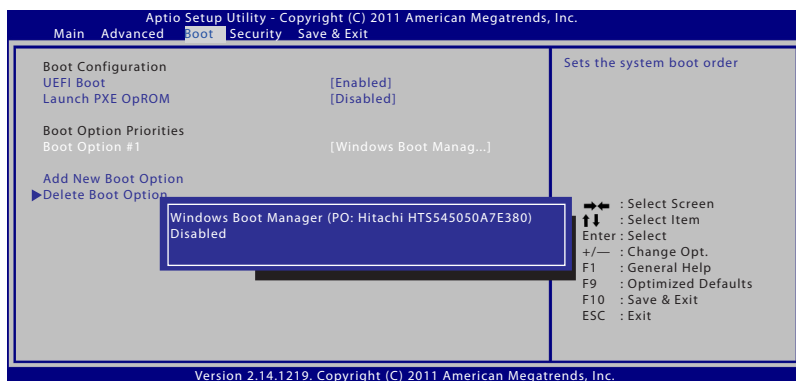 Aptio Setup Utility - Copyright (C) 2011 American Megatrends, Inc.
Main Advanced Boot Security Save & Exit
Boot Configuration
UEFI Boot [Enabled]
Launch PXE OpROM [Disabled]
Boot Option Priorities
Boot Option #1 [Windows Boot Manag...]
Add New Boot Option
Delete Boot Option
Windows Boot Manager (PO: Hitachi HTS545050A7E380)
Disabled
Sets the system boot order
: Select Screen
: Select Item
Enter : Select
+/— : Change Opt.
F1 : General Help
F9 : Optimized Defaults
F10 : Save & Exit
ESC : Exit
Version 2.14.1219. Copyright (C) 2011 American Megatrends, Inc.